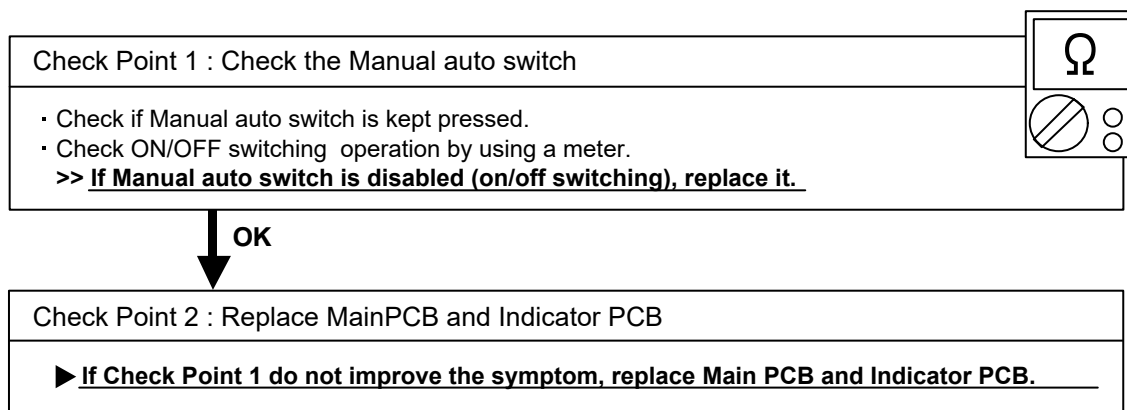 Check Point 1 : Check the Manual auto switch
Ω
・Check if Manual auto switch is kept pressed.
・Check ON/OFF switching operation by using a meter.
>> If Manual auto switch is disabled (on/off switching), replace it.
OK
Check Point 2 : Replace MainPCB and Indicator PCB
▶ If Check Point 1 do not improve the symptom, replace Main PCB and Indicator PCB.